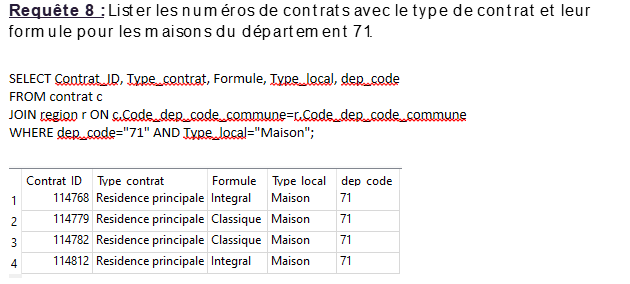 Requête 8 : Lister les numéros de contrats avec le type de contrat et leur
formule pour les maisons du département 71.
SELECT Contrat_ID, Type_contrat, Formule, Type_local, dep_code
FROM contrat c
JOIN region r ON c.Code_dep_code_commune=r.Code_dep_code_commune
WHERE dep_code="71" AND Type_local="Maison";
Contrat ID Type contrat Formule Type local dep code
1 114768 Residence principale Integral Maison 71
2 114779 Residence principale Classique Maison 71
3 114782 Residence principale Classique Maison 71
4 114812 Residence principale Integral Maison 71